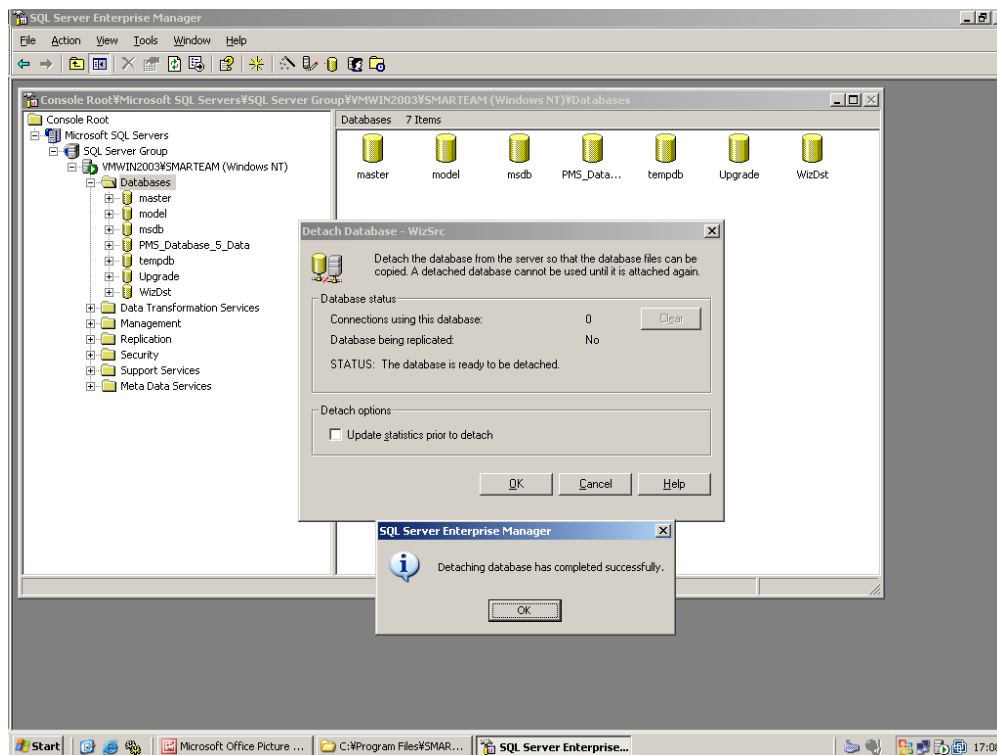 SQL Server Enterprise Manager
File Action View Tools Window Help
Console Root¥Microsoft SQL Servers¥SQL Server Group¥VMWIN2003¥SMARTEAM (Windows NT)¥Databases
Console Root
Microsoft SQL Servers
SQL Server Group
VMWIN2003¥SMARTEAM (Windows NT)
Databases
master
model
msdb
PMS_Database_5_Data
tempdb
Upgrade
WizDst
Data Transformation Services
Management
Replication
Security
Support Services
Meta Data Services
Databases 7 Items
master model msdb PMS_Data... tempdb Upgrade WizDst
Detach Database - WizSrc
Detach the database from the server so that the database files can be
copied. A detached database cannot be used until it is attached again.
Database status
Connections using this database: 0 Clear
Database being replicated: No
STATUS: The database is ready to be detached.
Detach options
Update statistics prior to detach
OK Cancel Help
SQL Server Enterprise Manager
Detaching database has completed successfully.
OK
Start Microsoft Office Picture ... C:¥Program Files¥SMAR... SQL Server Enterprise...